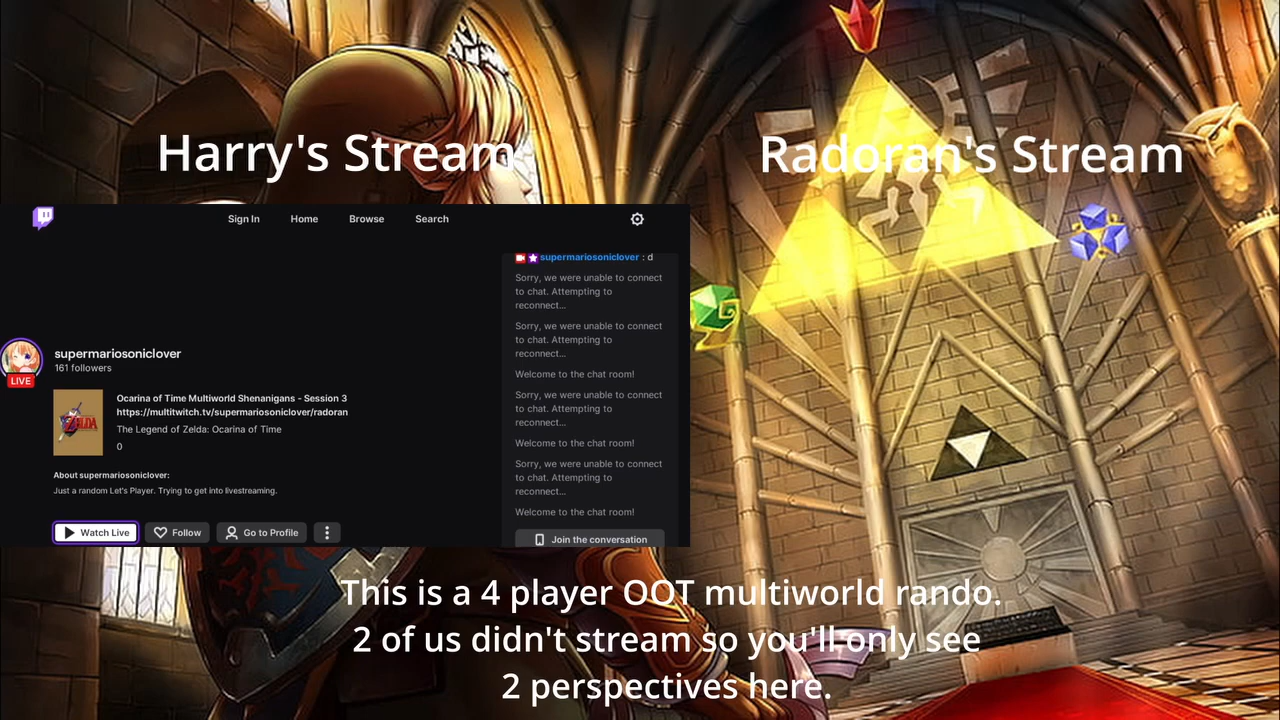 Harry's Stream
Radoran's Stream
Sign In Home Browse Search
supermariosoniclover : d
Sorry, we were unable to connect
to chat. Attempting to
reconnect...
Sorry, we were unable to connect
to chat. Attempting to
reconnect...
Welcome to the chat room!
Sorry, we were unable to connect
to chat. Attempting to
reconnect...
Welcome to the chat room!
Sorry, we were unable to connect
to chat. Attempting to
reconnect...
Welcome to the chat room!
Join the conversation
supermariosoniclover
161 followers
LIVE
ZELDA
Ocarina of Time Multiworld Shenanigans - Session 3
https://multitwitch.tv/supermariosoniclover/radoran
The Legend of Zelda: Ocarina of Time
0
About supermariosoniclover:
Just a random Let's Player. Trying to get into livestreaming.
Watch Live Follow Go to Profile
This is a 4 player OOT multiworld rando.
2 of us didn't stream so you'll only see
2 perspectives here.